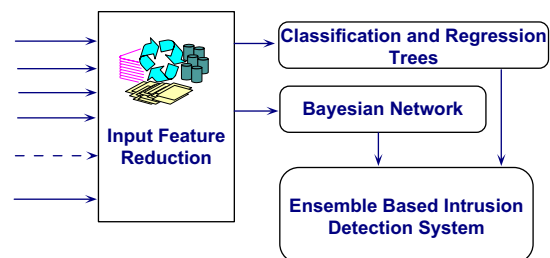 Classification and Regression
Trees
Input Feature
Reduction
Bayesian Network
Ensemble Based Intrusion
Detection System